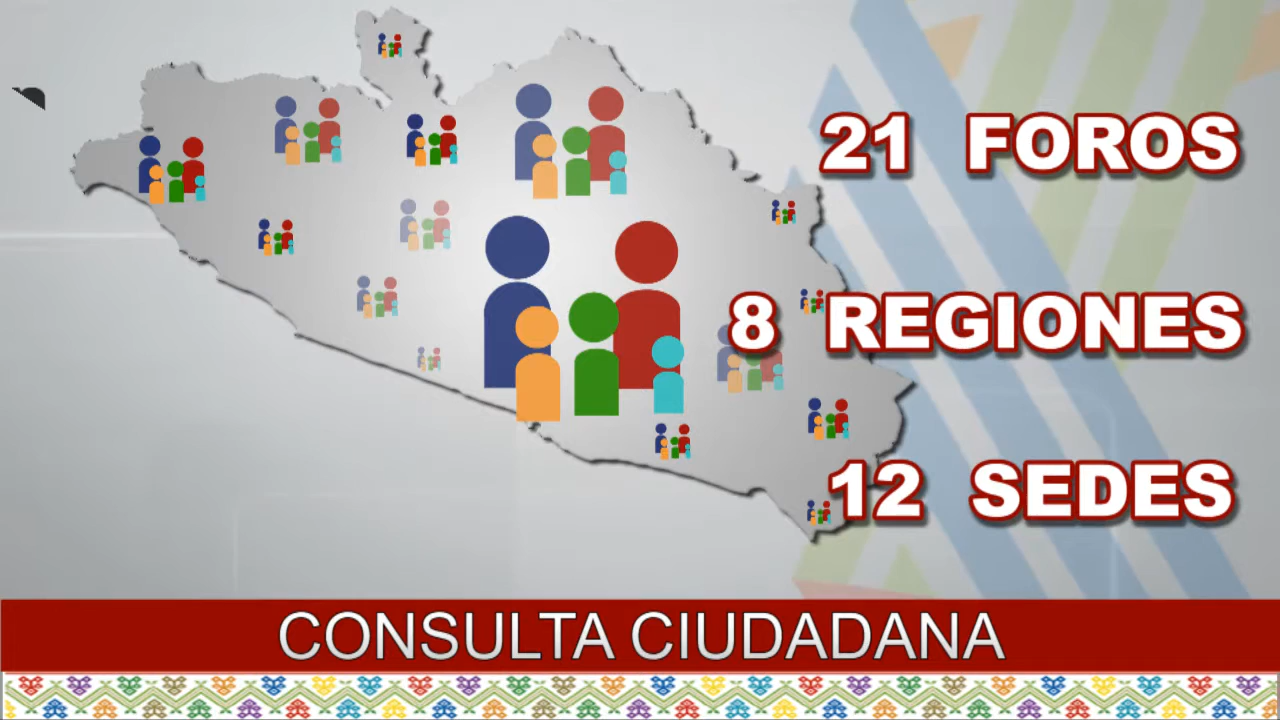 21 FOROS
8 REGIONES
12 SEDES
CONSULTA CIUDADANA